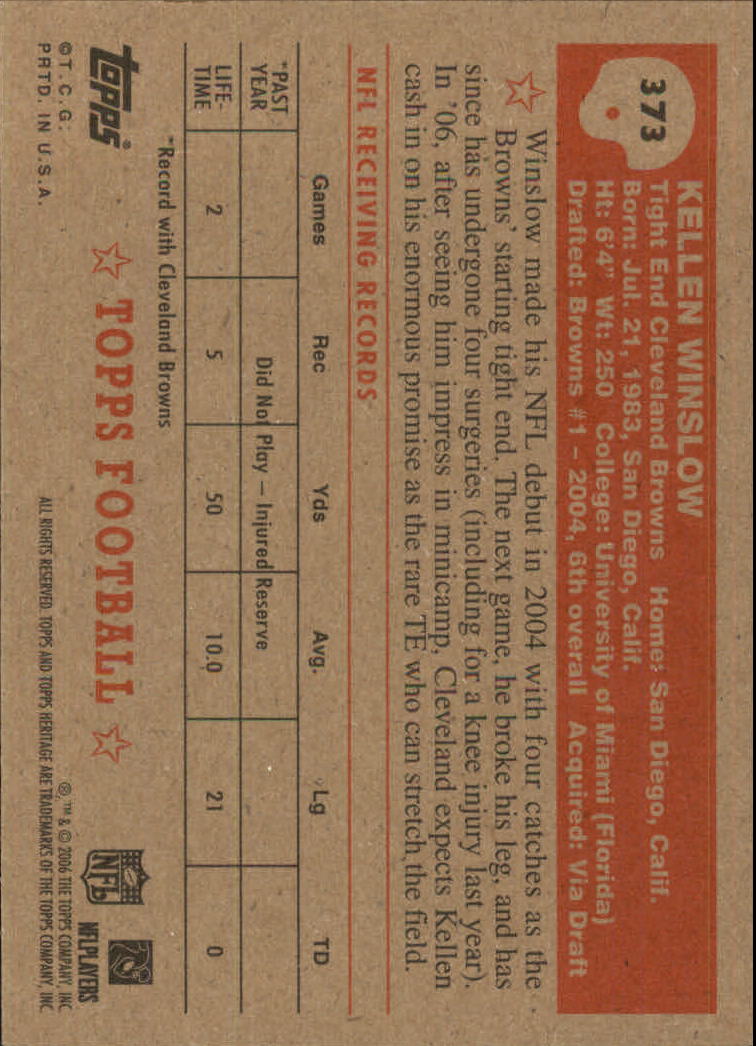 373
KELLEN WINSLOW
Tight End Cleveland Browns Home: San Diego, Calif.
Born: Jul. 21, 1983, San Diego, Calif.
Ht: 6'4" Wt: 250 College: University of Miami (Florida)
Drafted: Browns #1 – 2004, 6th overall Acquired: Via Draft
Winslow made his NFL debut in 2004 with four catches as the
Browns' starting tight end. The next game, he broke his leg, and has
since has undergone four surgeries (including for a knee injury last year).
In '06, after seeing him impress in minicamp, Cleveland expects Kellen
cash in on his enormous promise as the rare TE who can stretch the field.
NFL RECEIVING RECORDS
Games Rec Yds Avg. Lg TD
*PAST YEAR Did Not Play – Injured Reserve
LIFE-TIME 2 5 50 10.0 21 0
*Record with Cleveland Browns
topps®
TOPPS FOOTBALL
NFL
NFLPLAYERS
©T.C.G.
PRTD. IN U.S.A.
®,™ & © 2006 THE TOPPS COMPANY, INC
ALL RIGHTS RESERVED. TOPPS AND TOPPS HERITAGE ARE TRADEMARKS OF THE TOPPS COMPANY, INC